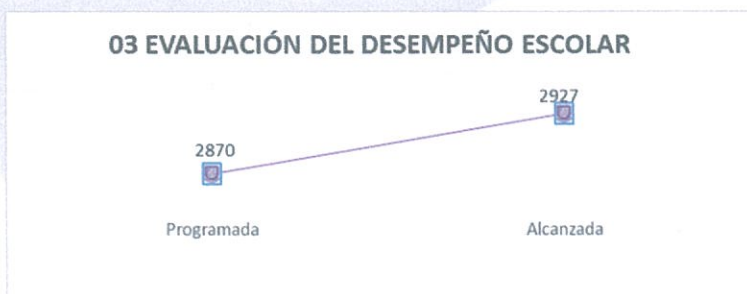 03 EVALUACIÓN DEL DESEMPEÑO ESCOLAR
2927
2870
Programada
Alcanzada